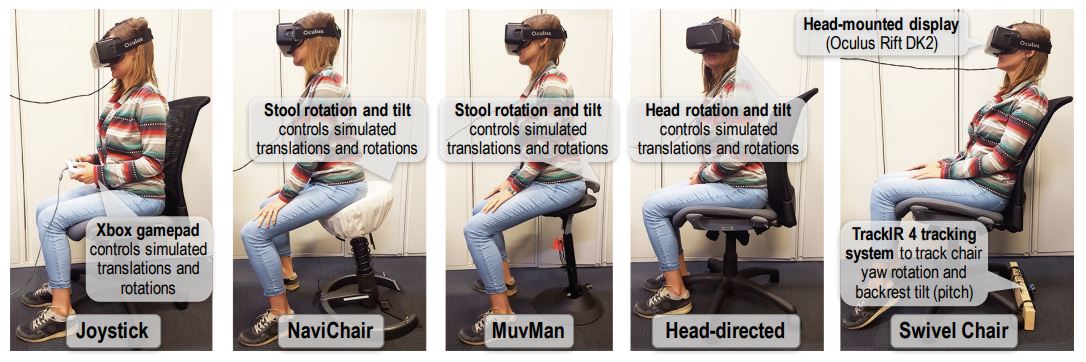 Oculus
Oculus
Oculus
Oculus
Head-mounted display
(Oculus Rift DK2)
Stool rotation and tilt
controls simulated
translations and rotations
Stool rotation and tilt
controls simulated
translations and rotations
Head rotation and tilt
controls simulated
translations and rotations
Xbox gamepad
controls simulated
translations and
rotations
TrackIR 4 tracking
system to track chair
yaw rotation and
backrest tilt (pitch)
Joystick
NaviChair
MuvMan
Head-directed
Swivel Chair